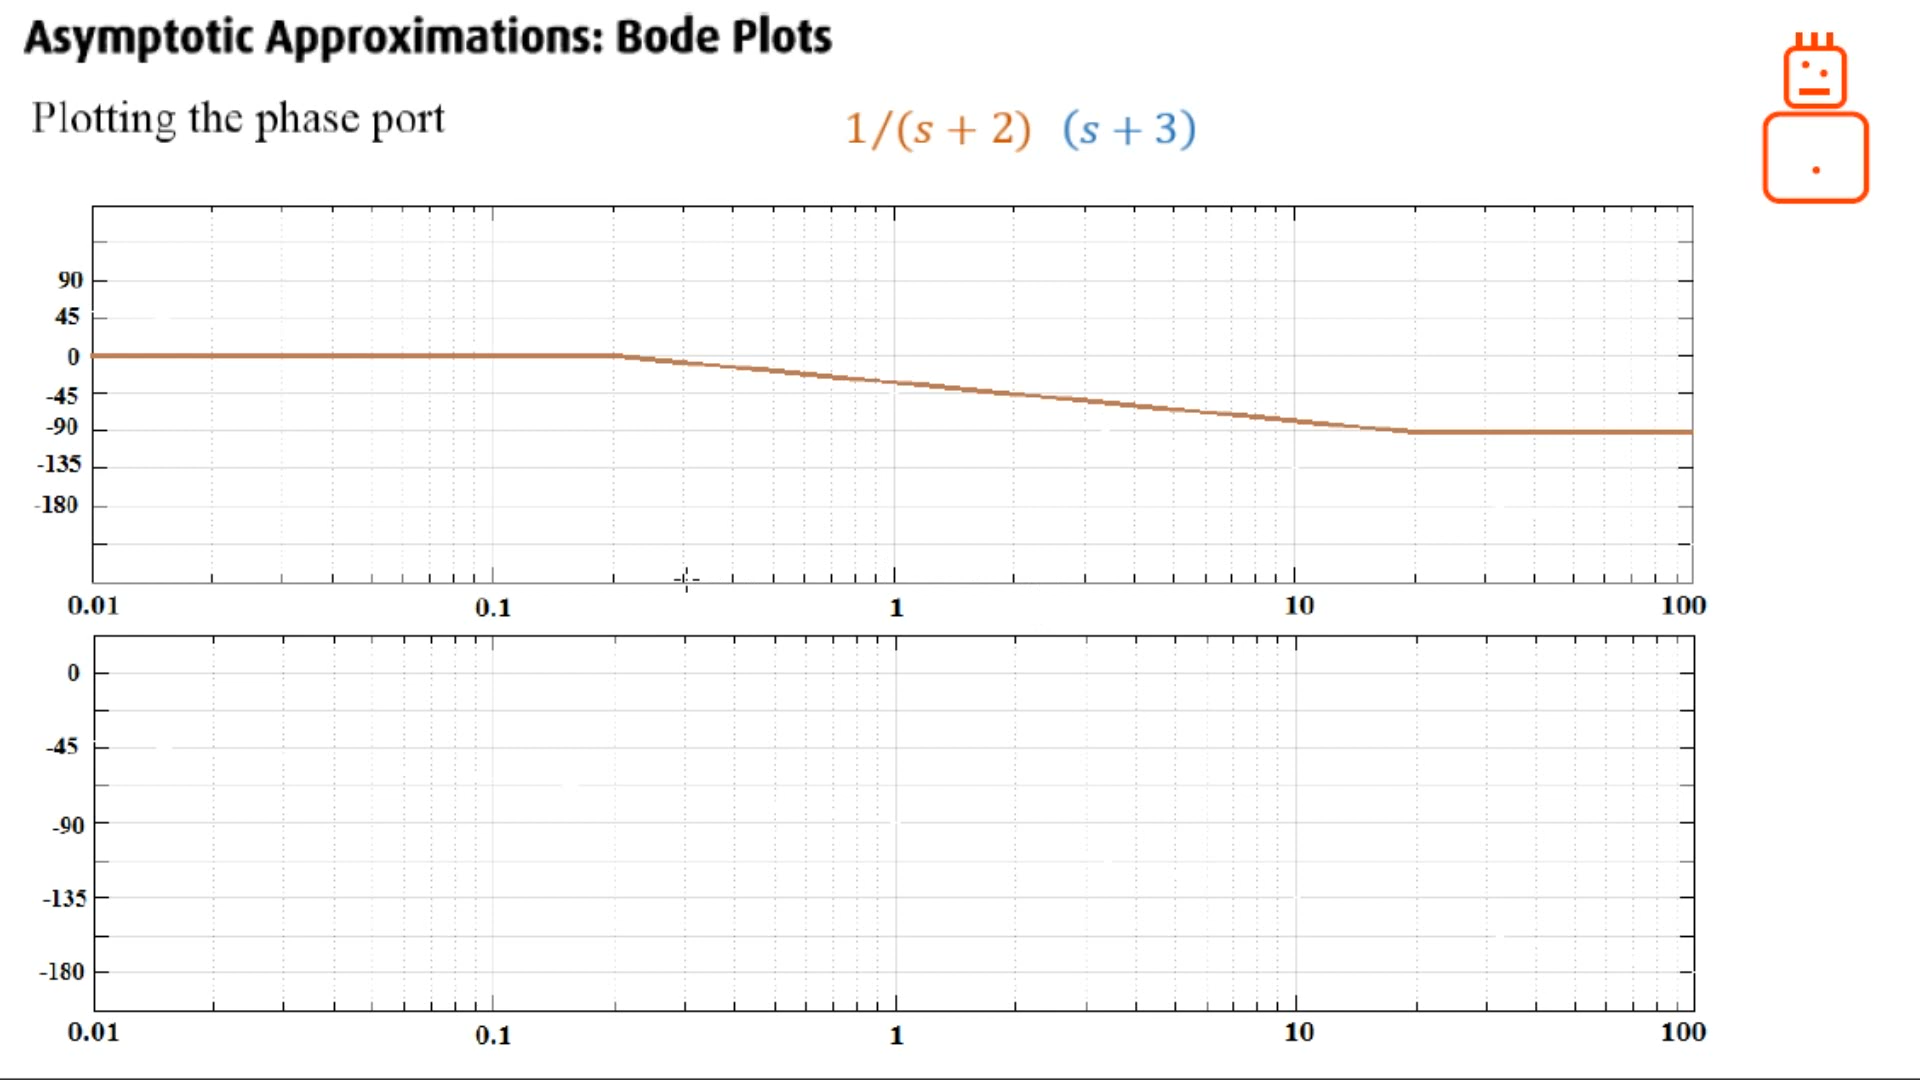 Asymptotic Approximations: Bode Plots
Plotting the phase port
1/(s + 2) (s + 3)
90
45
0
-45
-90
-135
-180
0.01 0.1 1 10 100
0
-45
-90
-135
-180
0.01 0.1 1 10 100